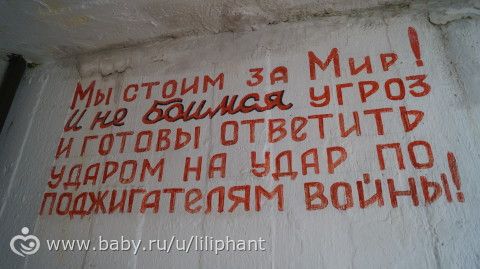 Мы стоим за Мир!
и не боимся угроз
и готовы ответить
ударом на удар по
поджигателям войны!
www.baby.ru/u/liliphant